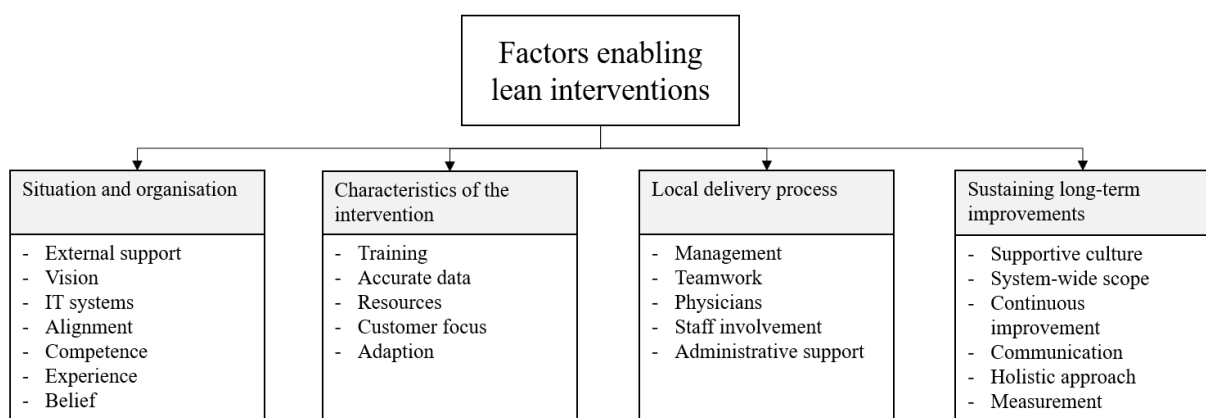 Factors enabling
lean interventions
Situation and organisation
- External support
- Vision
- IT systems
- Alignment
- Competence
- Experience
- Belief
Characteristics of the
intervention
- Training
- Accurate data
- Resources
- Customer focus
- Adaption
Local delivery process
- Management
- Teamwork
- Physicians
- Staff involvement
- Administrative support
Sustaining long-term
improvements
- Supportive culture
- System-wide scope
- Continuous
improvement
- Communication
- Holistic approach
- Measurement